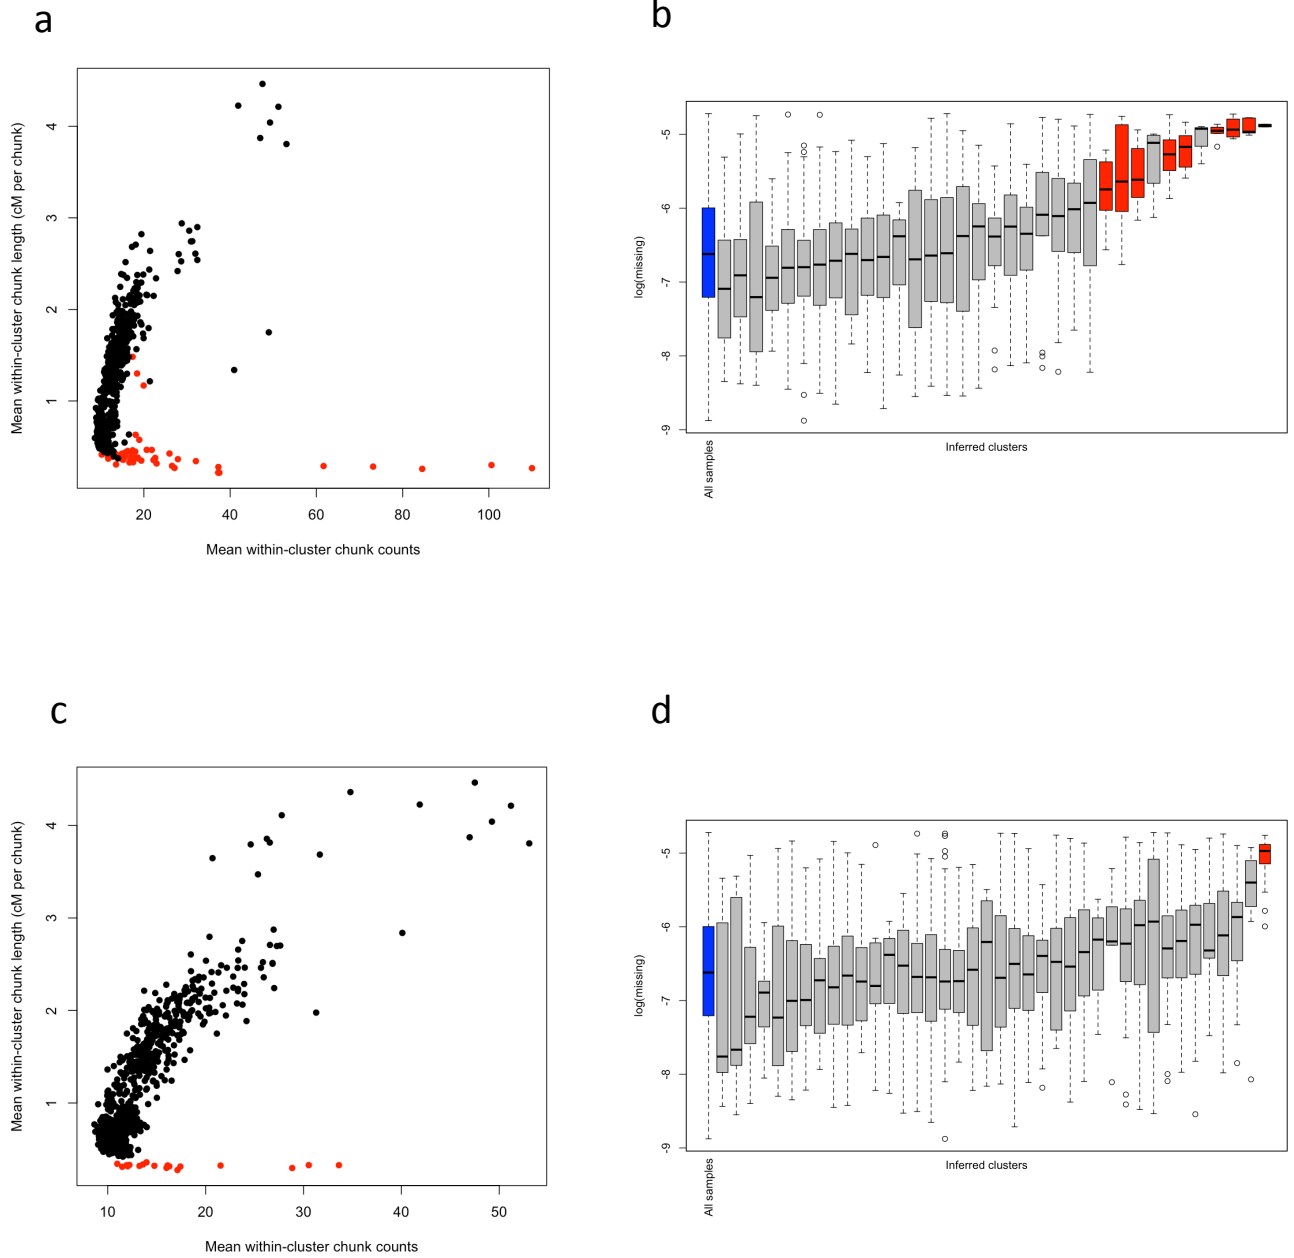 a
Mean within-cluster chunk length (cM per chunk)
4
3
2
1
20 40 60 80 100
Mean within-cluster chunk counts
b
log(missing)
-5
-6
-7
-8
-9
All samples
Inferred clusters
c
Mean within-cluster chunk length (cM per chunk)
4
3
2
1
10 20 30 40 50
Mean within-cluster chunk counts
d
log(missing)
-5
-6
-7
-8
-9
All samples
Inferred clusters